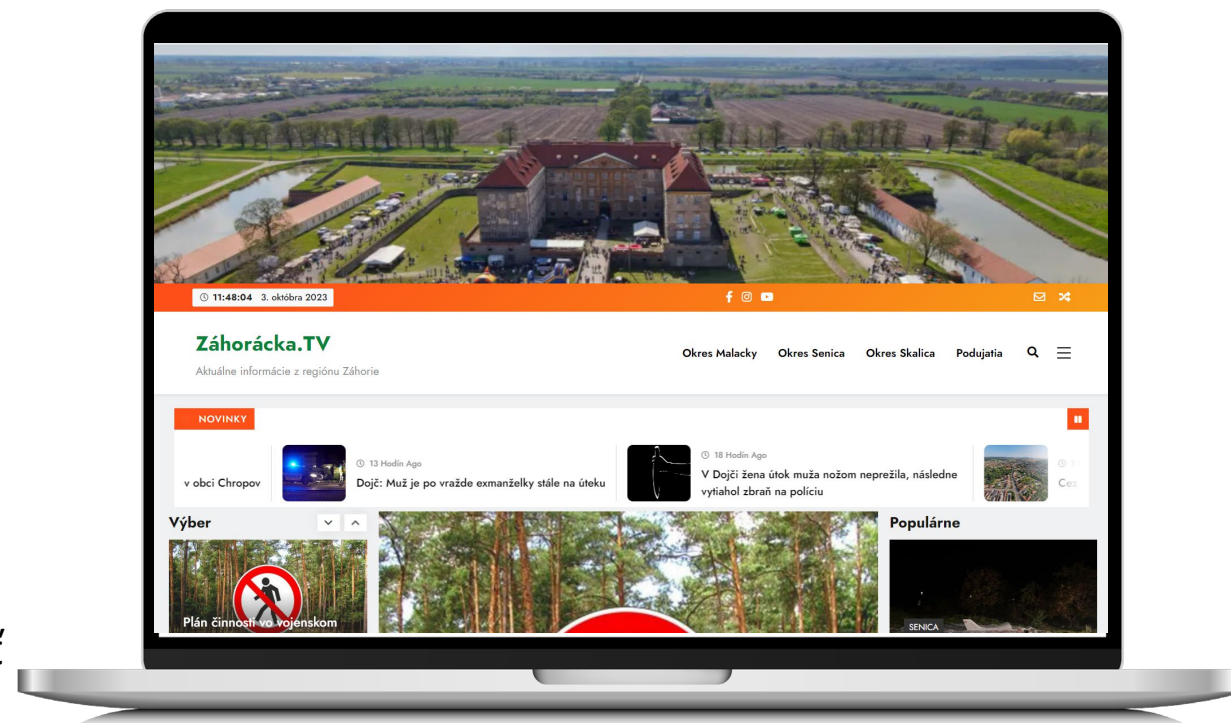 11:48:04 3. októbra 2023
Záhorácka.TV
Aktuálne informácie z regiónu Záhorie
Okres Malacky Okres Senica Okres Skalica Podujatia
NOVINKY
v obci Chropov
13 Hodín Ago
Dojč: Muž je po vražde exmanželky stále na úteku
18 Hodín Ago
V Dojči žena útok muža nožom neprežila, následne
vytiahol zbraň na políciu
Výber
Plán činností vo vojenskom
Populárne
SENICA